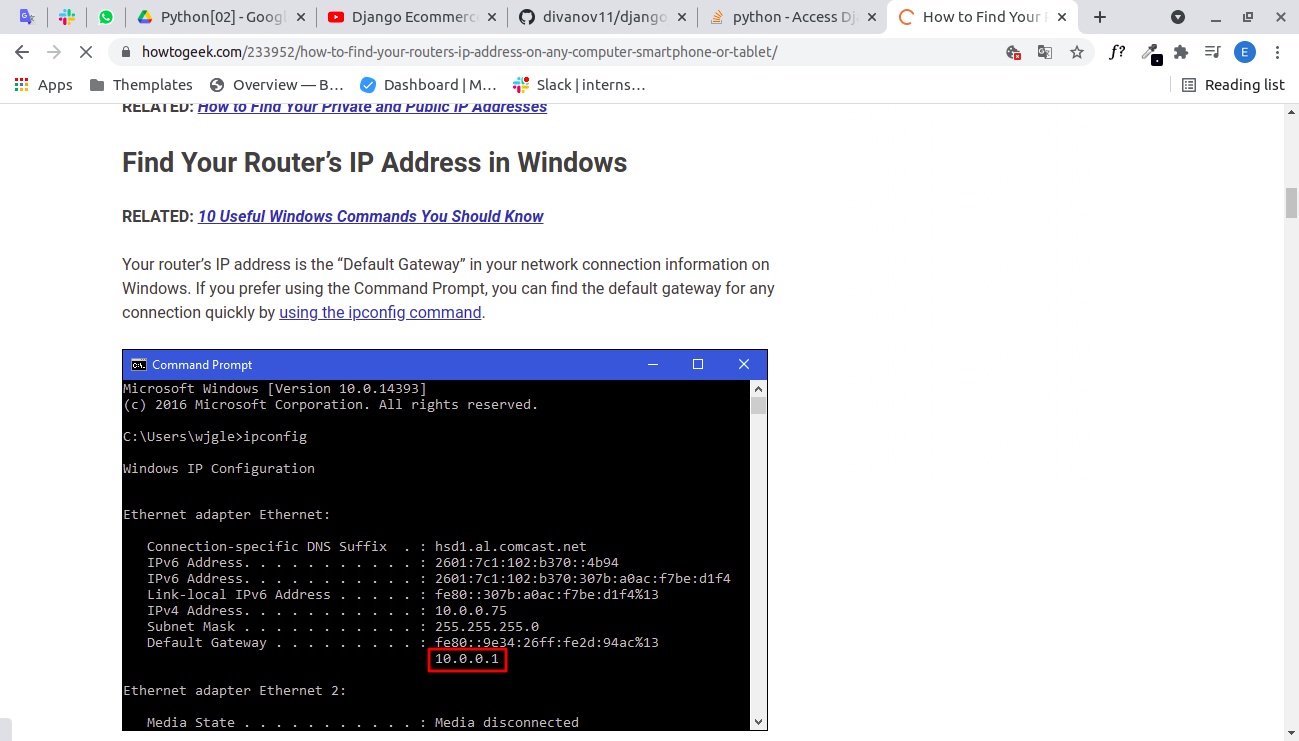 Python[02] - Googl
Django Ecommerc
divanov11/django
python - Access Dj
How to Find Your
howtogeek.com/233952/how-to-find-your-routers-ip-address-on-any-computer-smartphone-or-tablet/
f?
E
Apps
Themplates
Overview — B...
Dashboard | M...
Slack | interns...
Reading list
RELATED: How to Find Your Private and Public IP Addresses
Find Your Router’s IP Address in Windows
RELATED: 10 Useful Windows Commands You Should Know
Your router’s IP address is the “Default Gateway” in your network connection information on
Windows. If you prefer using the Command Prompt, you can find the default gateway for any
connection quickly by using the ipconfig command.
Command Prompt
Microsoft Windows [Version 10.0.14393]
(c) 2016 Microsoft Corporation. All rights reserved.
C:\Users\wjgle>ipconfig
Windows IP Configuration
Ethernet adapter Ethernet:
Connection-specific DNS Suffix . : hsd1.al.comcast.net
IPv6 Address. . . . . . . . . . . : 2601:7c1:102:b370::4b94
IPv6 Address. . . . . . . . . . . : 2601:7c1:102:b370:307b:a0ac:f7be:d1f4
Link-local IPv6 Address . . . . . : fe80::307b:a0ac:f7be:d1f4%13
IPv4 Address. . . . . . . . . . . : 10.0.0.75
Subnet Mask . . . . . . . . . . . : 255.255.255.0
Default Gateway . . . . . . . . . : fe80::9e34:26ff:fe2d:94ac%13
10.0.0.1
Ethernet adapter Ethernet 2:
Media State . . . . . . . . . . . : Media disconnected